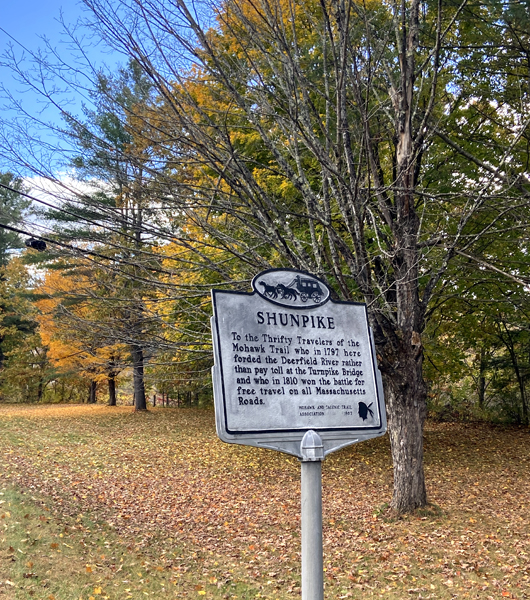 SHUNPIKE
To the Thrifty Travelers of the
Mohawk Trail who in 1797 here
forded the Deerfield River rather
than pay toll at the Turnpike Bridge
and who in 1810 won the battle for
free travel on all Massachusetts
Roads.
MOHAWK AND TACONIC TRAIL
ASSOCIATION